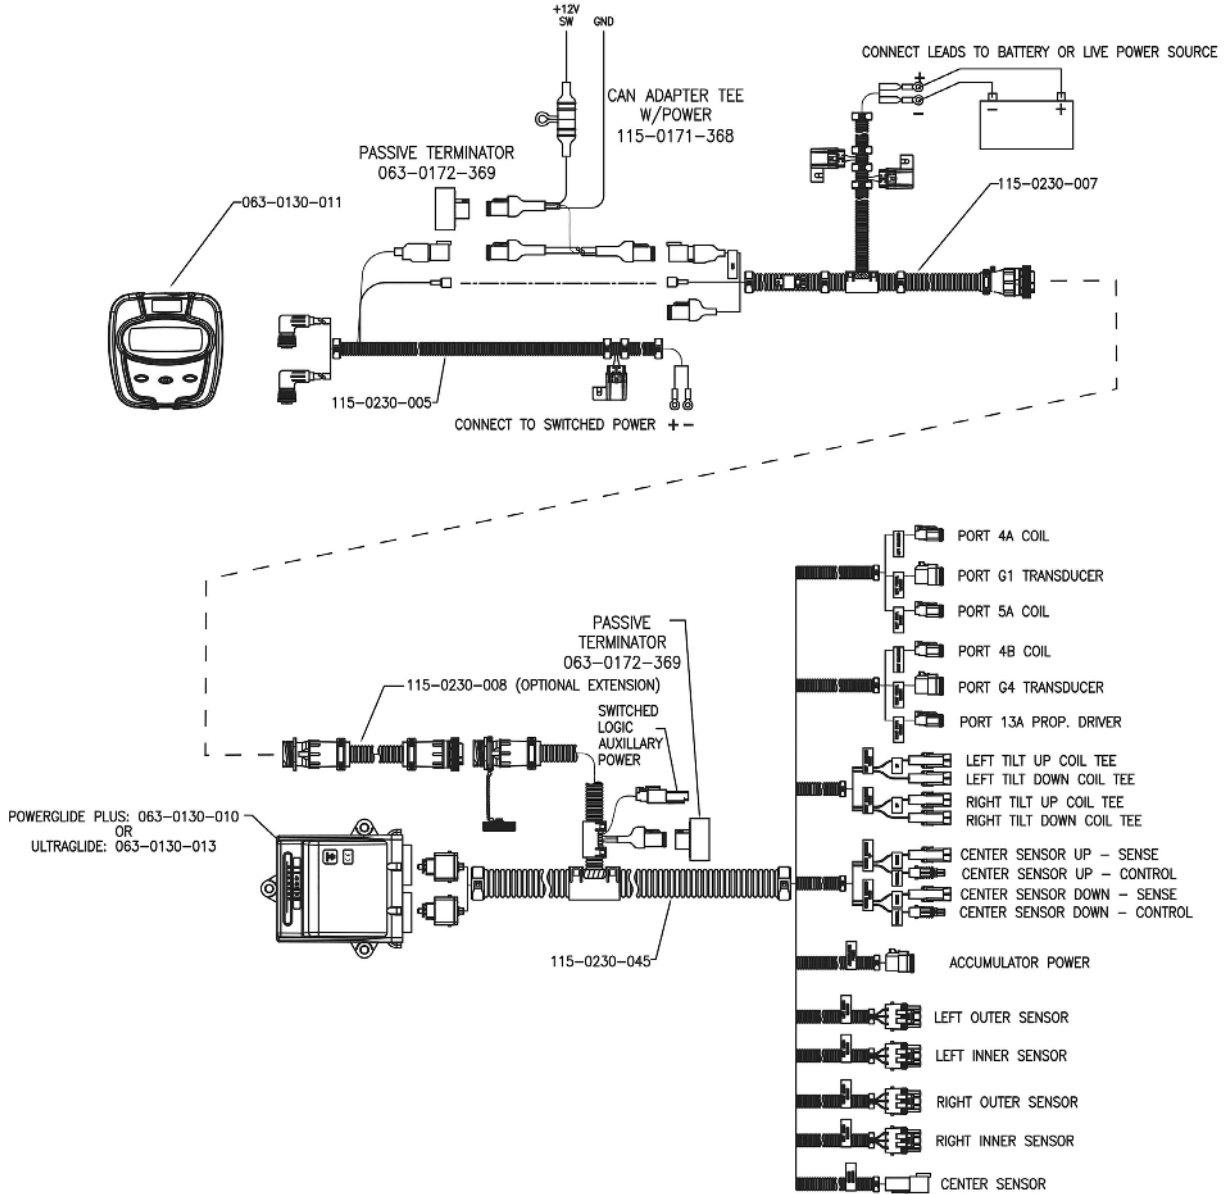 +12V
SW
GND
CONNECT LEADS TO BATTERY OR LIVE POWER SOURCE
+
-
- +
CAN ADAPTER TEE
W/POWER
115-0171-368
PASSIVE TERMINATOR
063-0172-369
063-0130-011
115-0230-007
115-0230-005
CONNECT TO SWITCHED POWER + -
PORT 4A COIL
PORT G1 TRANSDUCER
PORT 5A COIL
PORT 4B COIL
PORT G4 TRANSDUCER
PORT 13A PROP. DRIVER
PASSIVE
TERMINATOR
063-0172-369
115-0230-008 (OPTIONAL EXTENSION)
SWITCHED
LOGIC
AUXILLARY
POWER
LEFT TILT UP COIL TEE
LEFT TILT DOWN COIL TEE
RIGHT TILT UP COIL TEE
RIGHT TILT DOWN COIL TEE
POWERGLIDE PLUS: 063-0130-010
OR
ULTRAGLIDE: 063-0130-013
CENTER SENSOR UP - SENSE
CENTER SENSOR UP - CONTROL
CENTER SENSOR DOWN - SENSE
CENTER SENSOR DOWN - CONTROL
115-0230-045
ACCUMULATOR POWER
LEFT OUTER SENSOR
LEFT INNER SENSOR
RIGHT OUTER SENSOR
RIGHT INNER SENSOR
CENTER SENSOR